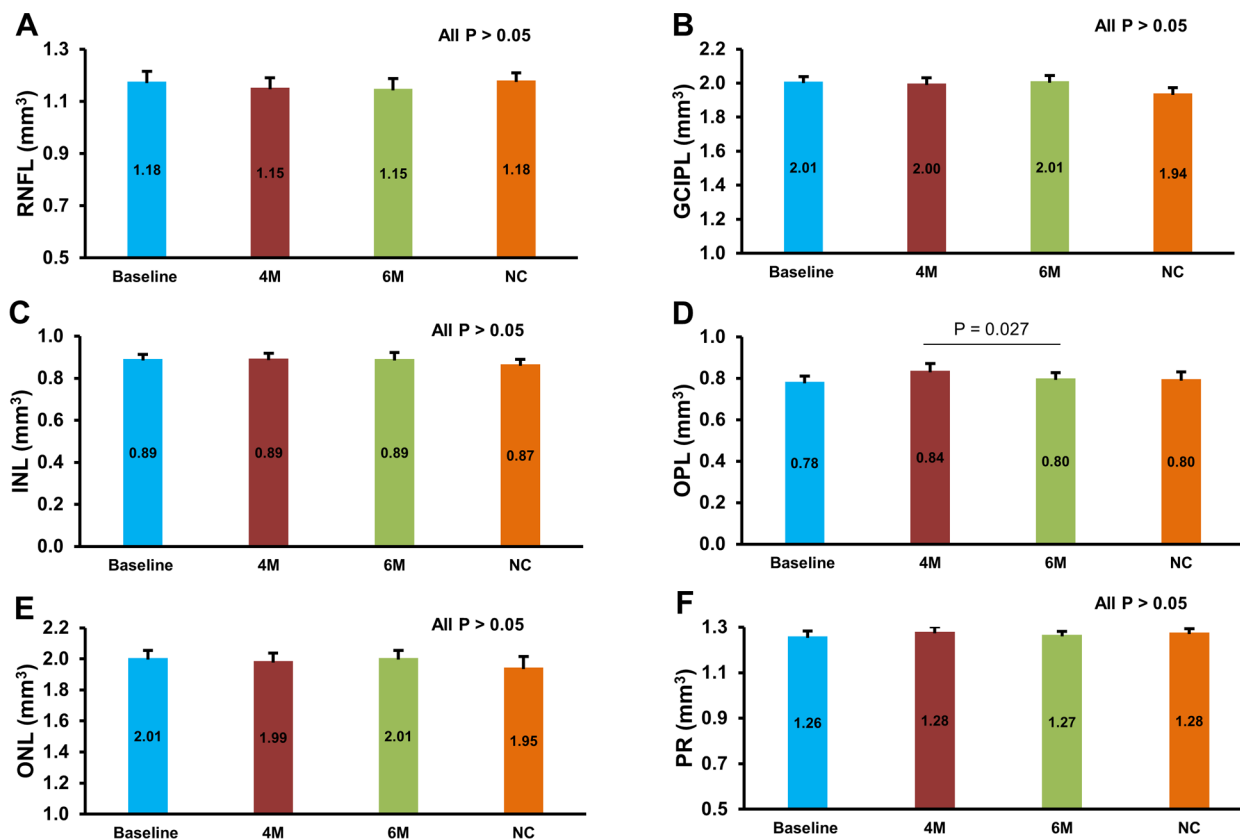 A
All P > 0.05
RNFL (mm³)
1.3
1.1
0.9
0.7
0.5
1.18
1.15
1.15
1.18
Baseline
4M
6M
NC
B
All P > 0.05
GCIPL (mm³)
2.2
2.0
1.8
1.6
1.4
1.2
1.0
2.01
2.00
2.01
1.94
Baseline
4M
6M
NC
C
All P > 0.05
INL (mm³)
1.0
0.8
0.6
0.4
0.2
0.0
0.89
0.89
0.89
0.87
Baseline
4M
6M
NC
D
P = 0.027
OPL (mm³)
1.0
0.8
0.6
0.4
0.2
0.0
0.78
0.84
0.80
0.80
Baseline
4M
6M
NC
E
All P > 0.05
ONL (mm³)
2.2
2.0
1.8
1.6
1.4
1.2
1.0
2.01
1.99
2.01
1.95
Baseline
4M
6M
NC
F
All P > 0.05
PR (mm³)
1.3
1.1
0.9
0.7
0.5
1.26
1.28
1.27
1.28
Baseline
4M
6M
NC